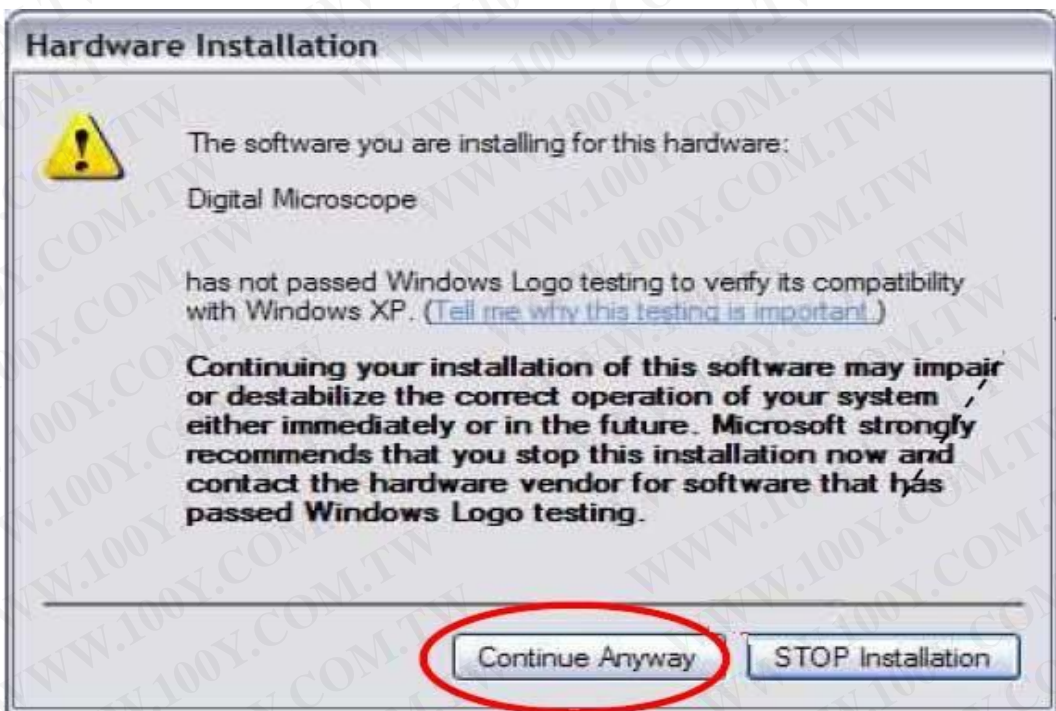 Hardware Installation
The software you are installing for this hardware:
Digital Microscope
has not passed Windows Logo testing to verify its compatibility
with Windows XP. (Tell me why this testing is important.)
Continuing your installation of this software may impair
or destabilize the correct operation of your system
either immediately or in the future. Microsoft strongly
recommends that you stop this installation now and
contact the hardware vendor for software that has
passed Windows Logo testing.
Continue Anyway
STOP Installation
WWW.100Y.COM.TW